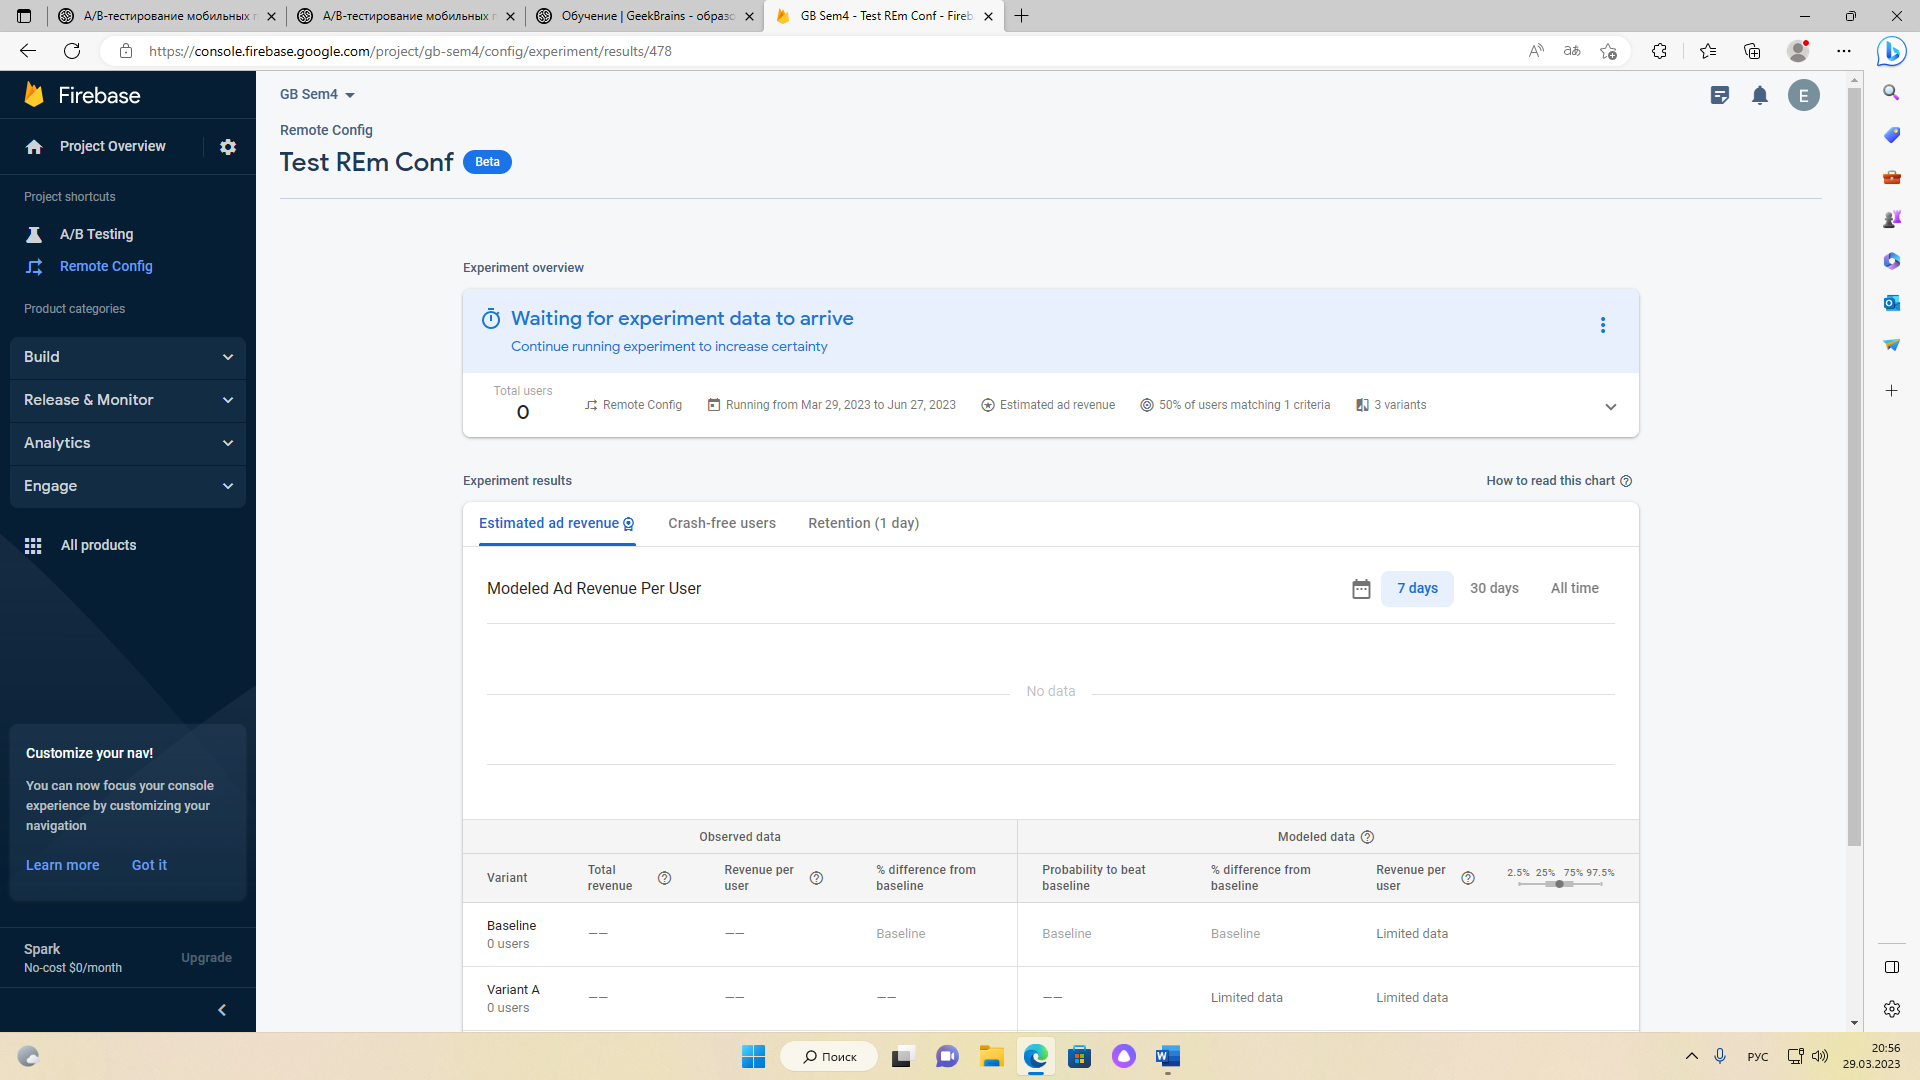 А/В-тестирование мобильных п
А/В-тестирование мобильных п
Обучение | GeekBrains - образо
GB Sem4 - Test REm Conf - Fireb
https://console.firebase.google.com/project/gb-sem4/config/experiment/results/478
Firebase
Project Overview
Project shortcuts
A/B Testing
Remote Config
Product categories
Build
Release & Monitor
Analytics
Engage
All products
Customize your nav!
You can now focus your console
experience by customizing your
navigation
Learn more
Got it
Spark
No-cost $0/month
Upgrade
GB Sem4
E
Remote Config
Test REm Conf
Beta
Experiment overview
Waiting for experiment data to arrive
Continue running experiment to increase certainty
Total users
0
Remote Config
Running from Mar 29, 2023 to Jun 27, 2023
Estimated ad revenue
50% of users matching 1 criteria
3 variants
Experiment results
How to read this chart
Estimated ad revenue
Crash-free users
Retention (1 day)
Modeled Ad Revenue Per User
7 days
30 days
All time
No data
Observed data
Modeled data
Variant
Total
revenue
Revenue per
user
% difference from
baseline
Probability to beat
baseline
% difference from
baseline
Revenue per
user
2.5% 25% 75% 97.5%
Baseline
0 users
——
——
Baseline
Baseline
Baseline
Limited data
Variant A
0 users
——
——
——
——
Limited data
Limited data
Поиск
РУС
20:56
29.03.2023